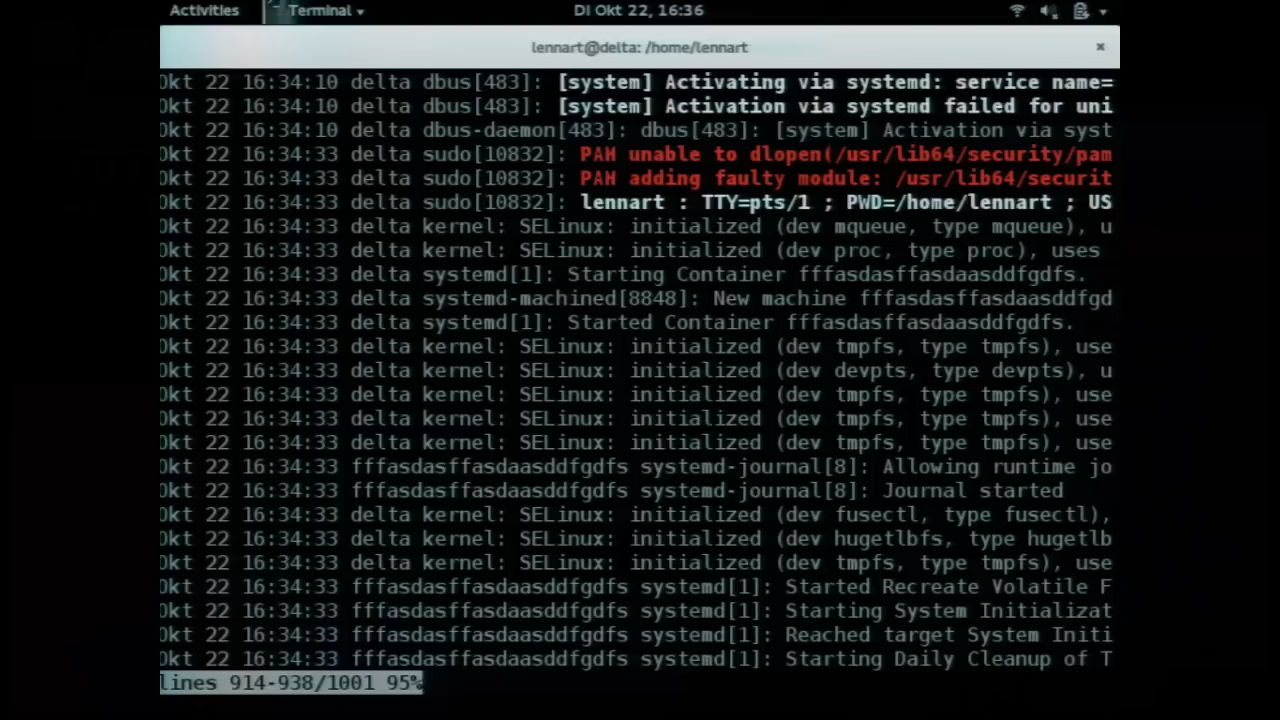 Activities Terminal Di Okt 22, 16:36
lennart@delta: /home/lennart ×
Okt 22 16:34:10 delta dbus[483]: [system] Activating via systemd: service name=
Okt 22 16:34:10 delta dbus[483]: [system] Activation via systemd failed for uni
Okt 22 16:34:10 delta dbus-daemon[483]: dbus[483]: [system] Activation via syst
Okt 22 16:34:33 delta sudo[10832]: PAM unable to dlopen(/usr/lib64/security/pam
Okt 22 16:34:33 delta sudo[10832]: PAM adding faulty module: /usr/lib64/securit
Okt 22 16:34:33 delta sudo[10832]: lennart : TTY=pts/1 ; PWD=/home/lennart ; US
Okt 22 16:34:33 delta kernel: SELinux: initialized (dev mqueue, type mqueue), u
Okt 22 16:34:33 delta kernel: SELinux: initialized (dev proc, type proc), uses
Okt 22 16:34:33 delta systemd[1]: Starting Container fffasdasffasdaasddfgdfs.
Okt 22 16:34:33 delta systemd-machined[8848]: New machine fffasdasffasdaasddfgd
Okt 22 16:34:33 delta systemd[1]: Started Container fffasdasffasdaasddfgdfs.
Okt 22 16:34:33 delta kernel: SELinux: initialized (dev tmpfs, type tmpfs), use
Okt 22 16:34:33 delta kernel: SELinux: initialized (dev devpts, type devpts), u
Okt 22 16:34:33 delta kernel: SELinux: initialized (dev tmpfs, type tmpfs), use
Okt 22 16:34:33 delta kernel: SELinux: initialized (dev tmpfs, type tmpfs), use
Okt 22 16:34:33 delta kernel: SELinux: initialized (dev tmpfs, type tmpfs), use
Okt 22 16:34:33 fffasdasffasdaasddfgdfs systemd-journal[8]: Allowing runtime jo
Okt 22 16:34:33 fffasdasffasdaasddfgdfs systemd-journal[8]: Journal started
Okt 22 16:34:33 delta kernel: SELinux: initialized (dev fusectl, type fusectl),
Okt 22 16:34:33 delta kernel: SELinux: initialized (dev hugetlbfs, type hugetlb
Okt 22 16:34:33 delta kernel: SELinux: initialized (dev tmpfs, type tmpfs), use
Okt 22 16:34:33 fffasdasffasdaasddfgdfs systemd[1]: Started Recreate Volatile F
Okt 22 16:34:33 fffasdasffasdaasddfgdfs systemd[1]: Starting System Initializat
Okt 22 16:34:33 fffasdasffasdaasddfgdfs systemd[1]: Reached target System Initi
Okt 22 16:34:33 fffasdasffasdaasddfgdfs systemd[1]: Starting Daily Cleanup of T
lines 914-938/1001 95%